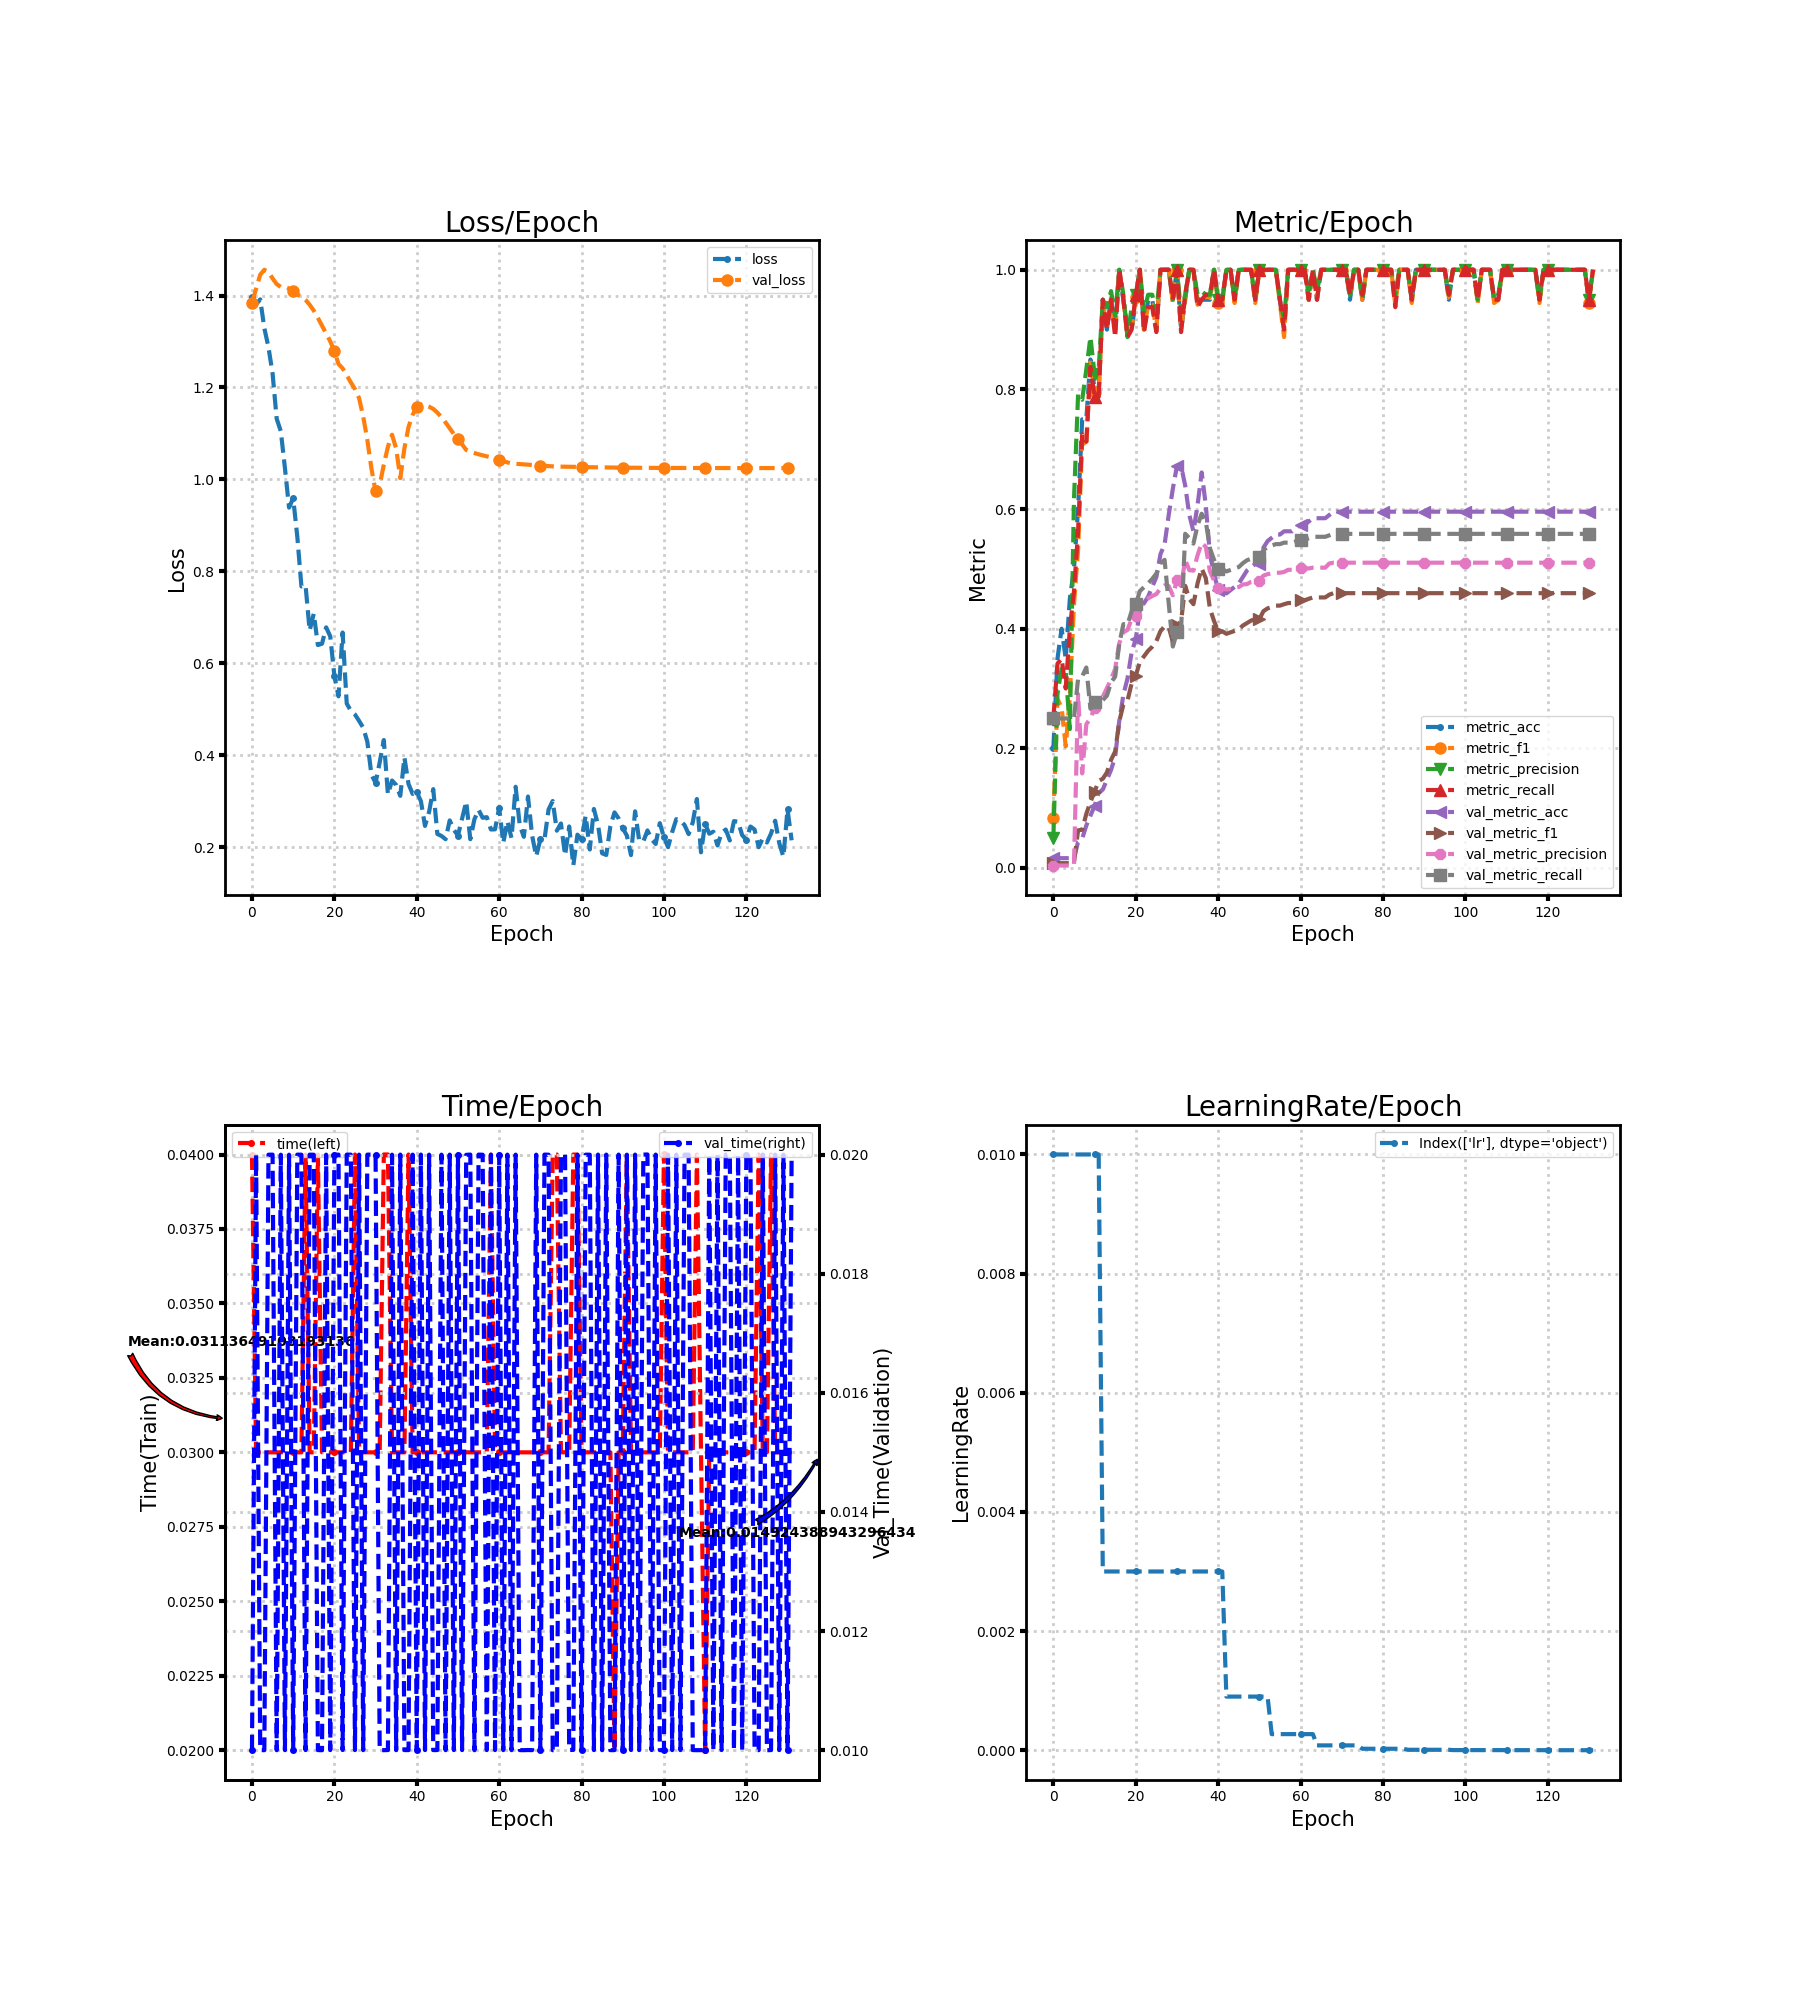 Loss/Epoch
loss
val_loss
1.4
1.2
1.0
0.8
0.6
0.4
0.2
Loss
0 20 40 60 80 100 120
Epoch
Metric/Epoch
1.0
0.8
0.6
0.4
0.2
0.0
Metric
metric_acc
metric_f1
metric_precision
metric_recall
val_metric_acc
val_metric_f1
val_metric_precision
val_metric_recall
0 20 40 60 80 100 120
Epoch
Time/Epoch
time(left)
val_time(right)
0.0400
0.0375
0.0350
0.0325
0.0300
0.0275
0.0250
0.0225
0.0200
Time(Train)
0.020
0.018
0.016
0.014
0.012
0.010
Val_Time(Validation)
Mean:0.014924388943296434
0 20 40 60 80 100 120
Epoch
LearningRate/Epoch
Index(['lr'], dtype='object')
0.010
0.008
0.006
0.004
0.002
0.000
LearningRate
0 20 40 60 80 100 120
Epoch